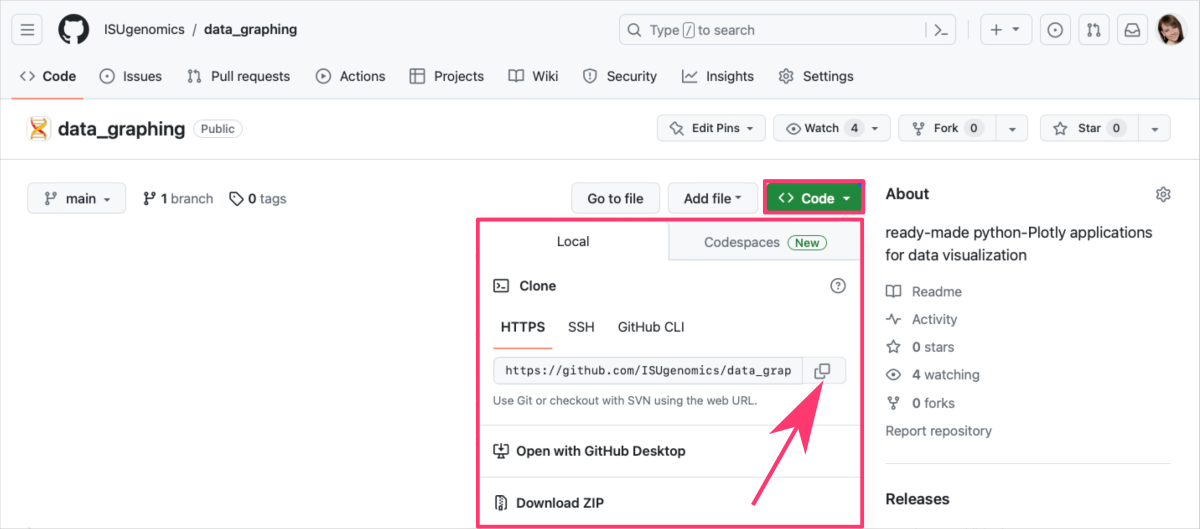 ISUgenomics / data_graphing
Type / to search
Code Issues Pull requests Actions Projects Wiki Security Insights Settings
data_graphing Public
Edit Pins Watch 4 Fork 0 Star 0
main 1 branch 0 tags
Go to file Add file Code
Local Codespaces New
Clone
HTTPS SSH GitHub CLI
https://github.com/ISUgenomics/data_grap
Use Git or checkout with SVN using the web URL.
Open with GitHub Desktop
Download ZIP
About
ready-made python-Plotly applications
for data visualization
Readme
Activity
0 stars
4 watching
0 forks
Report repository
Releases